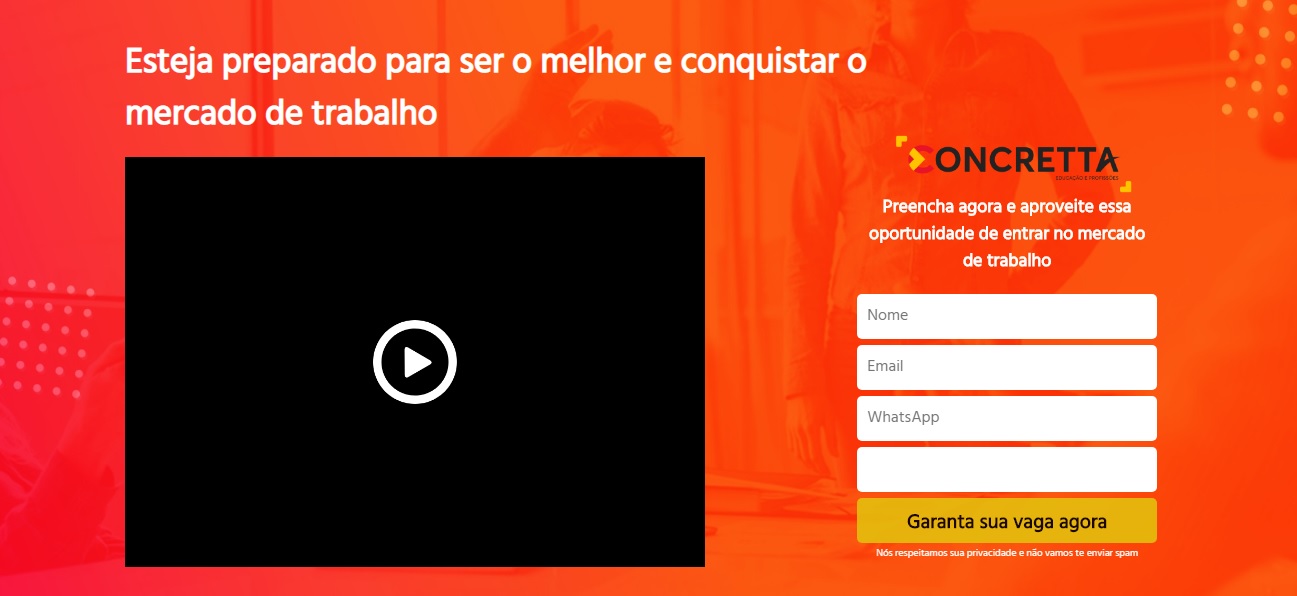 Esteja preparado para ser o melhor e conquistar o
mercado de trabalho
CONCRETTA
EDUCAÇÃO E PROFISSÕES
Preencha agora e aproveite essa
oportunidade de entrar no mercado
de trabalho
Nome
Email
WhatsApp
Garanta sua vaga agora
Nós respeitamos sua privacidade e não vamos te enviar spam